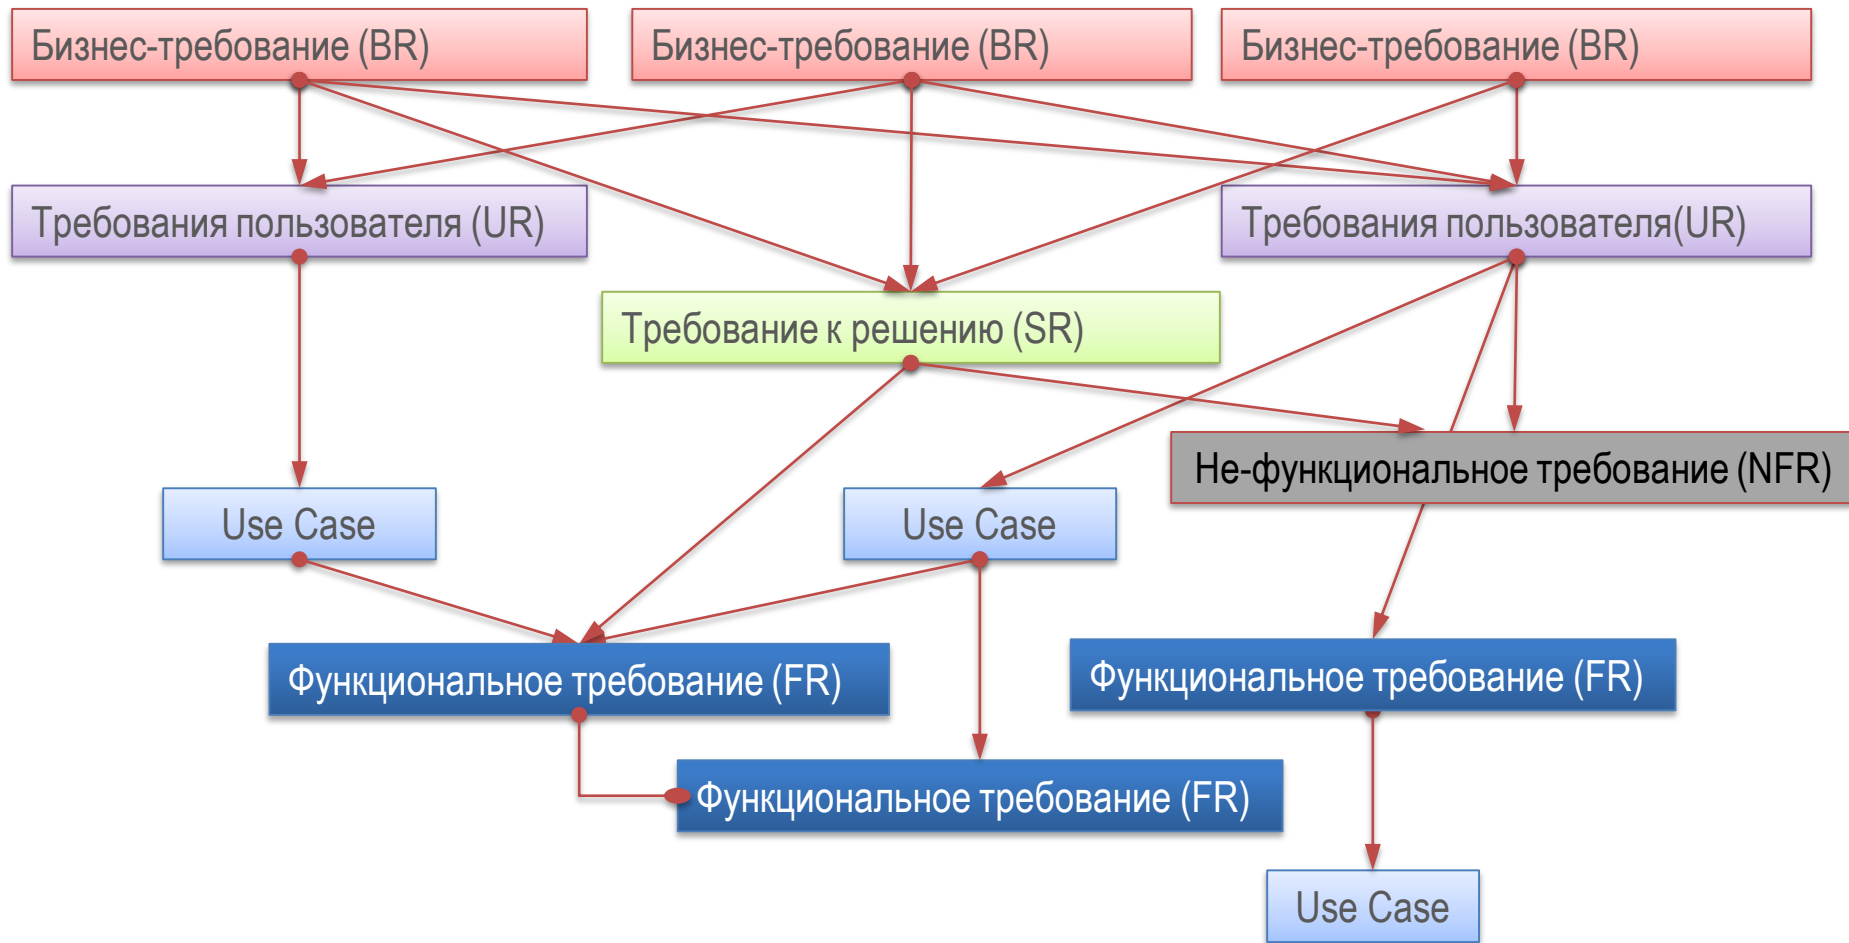 Бизнес-требование (BR)
Бизнес-требование (BR)
Бизнес-требование (BR)
Требования пользователя (UR)
Требования пользователя(UR)
Требование к решению (SR)
Не-функциональное требование (NFR)
Use Case
Use Case
Функциональное требование (FR)
Функциональное требование (FR)
Функциональное требование (FR)
Use Case